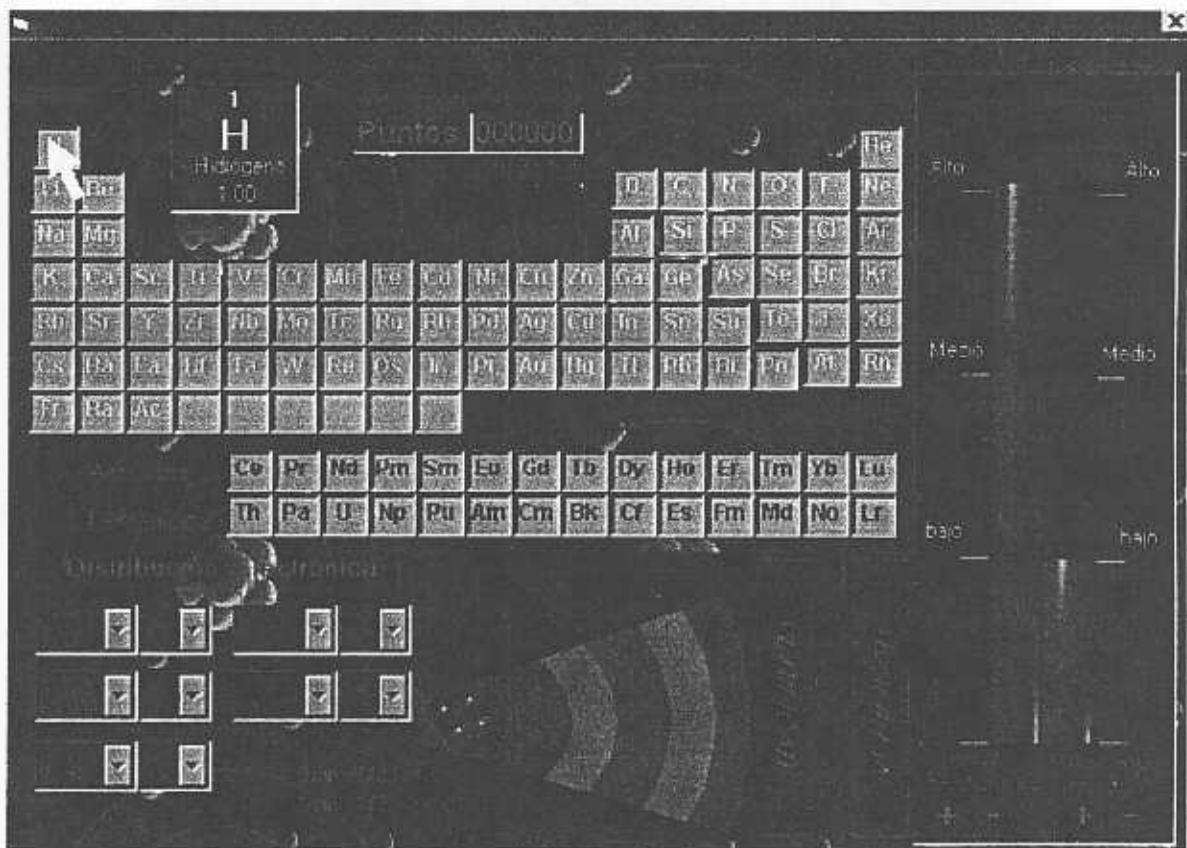 1
H
Hidrogeno
1.00
Puntos 000000
He
Be B C N O F Ne
Na Mg Al Si P S Cl Ar
K Ca Sc Ti V Cr Mn Fe Co Ni Cu Zn Ga Ge As Se Br Kr
Rb Sr Y Zr Nb Mo Tc Ru Rh Pd Ag Cd In Sn Te I Xe
Cs Ba La Hf Ta W Re Os Ir Pt Au Hg Tl Pb Bi Po At Rn
Fr Ra Ac
Ce Pr Nd Pm Sm Eu Gd Tb Dy Ho Er Tm Yb Lu
Th Pa U Np Pu Am Cm Bk Cf Es Fm Md No Lr
Alto Alto
Medio Medio
bajo bajo
+ - + -